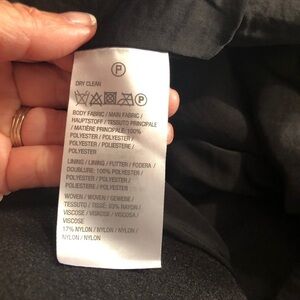 P
DRY CLEAN
P
BODY FABRIC / MAIN FABRIC /
HAUPTSTOFF / TESSUTO PRINCIPALE
/ MATIÈRE PRINCIPALE: 100%
POLYESTER / POLYESTER /
POLYESTER / POLIESTERE /
POLYESTER
LINING / LINING / FUTTER / FODERA /
DOUBLURE: 100% POLYESTER /
POLYESTER / POLYESTER /
POLIESTERE / POLYESTER
WOVEN / WOVEN / GEWEBE /
TESSUTO / TISSÉ: 83% RAYON /
VISCOSE / VISKOSE / VISCOSA /
VISCOSE
17% NYLON / NYLON / NYLON /
NYLON / NYLON